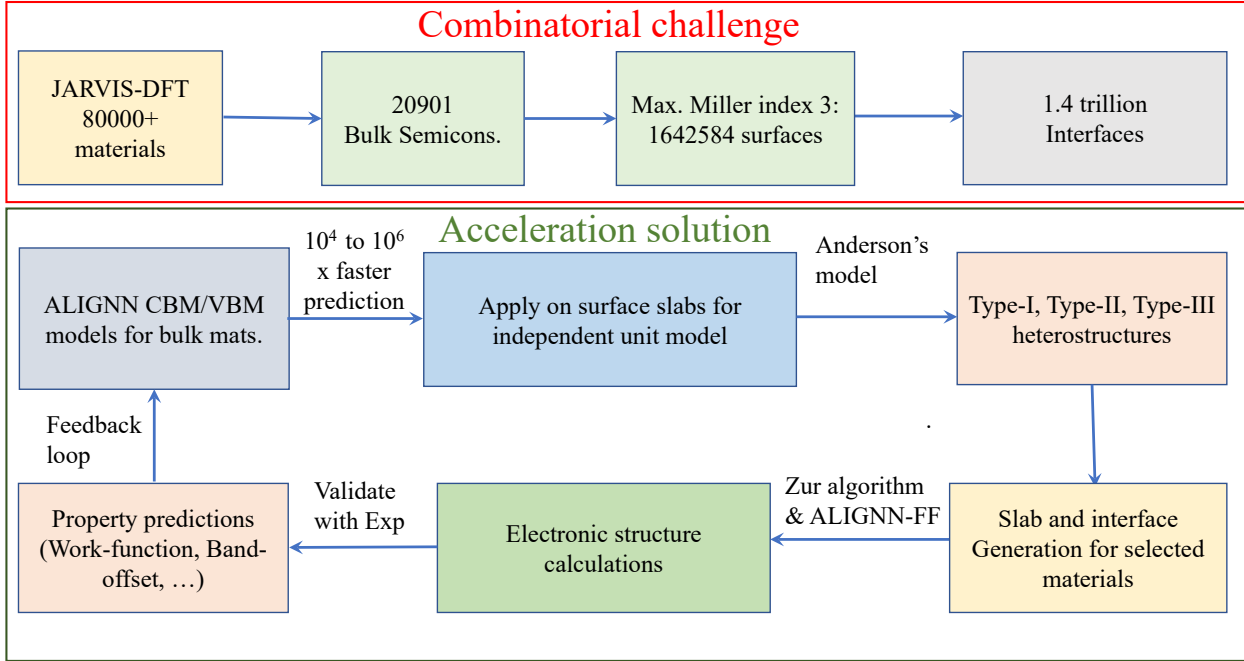 Combinatorial challenge
JARVIS-DFT
80000+
materials
20901
Bulk Semicons.
Max. Miller index 3:
1642584 surfaces
1.4 trillion
Interfaces
Acceleration solution
ALIGNN CBM/VBM
models for bulk mats.
10⁴ to 10⁶
x faster
prediction
Apply on surface slabs for
independent unit model
Anderson’s
model
Type-I, Type-II, Type-III
heterostructures
.
Slab and interface
Generation for selected
materials
Zur algorithm
& ALIGNN-FF
Electronic structure
calculations
Validate
with Exp
Property predictions
(Work-function, Band-
offset, …)
Feedback
loop